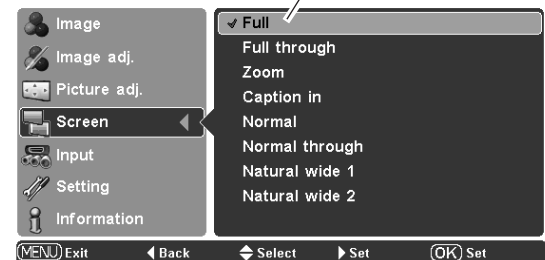 Image
Image adj.
Picture adj.
Screen
Input
Setting
Information
Full
Full through
Zoom
Caption in
Normal
Normal through
Natural wide 1
Natural wide 2
MENU Exit Back Select Set OK Set